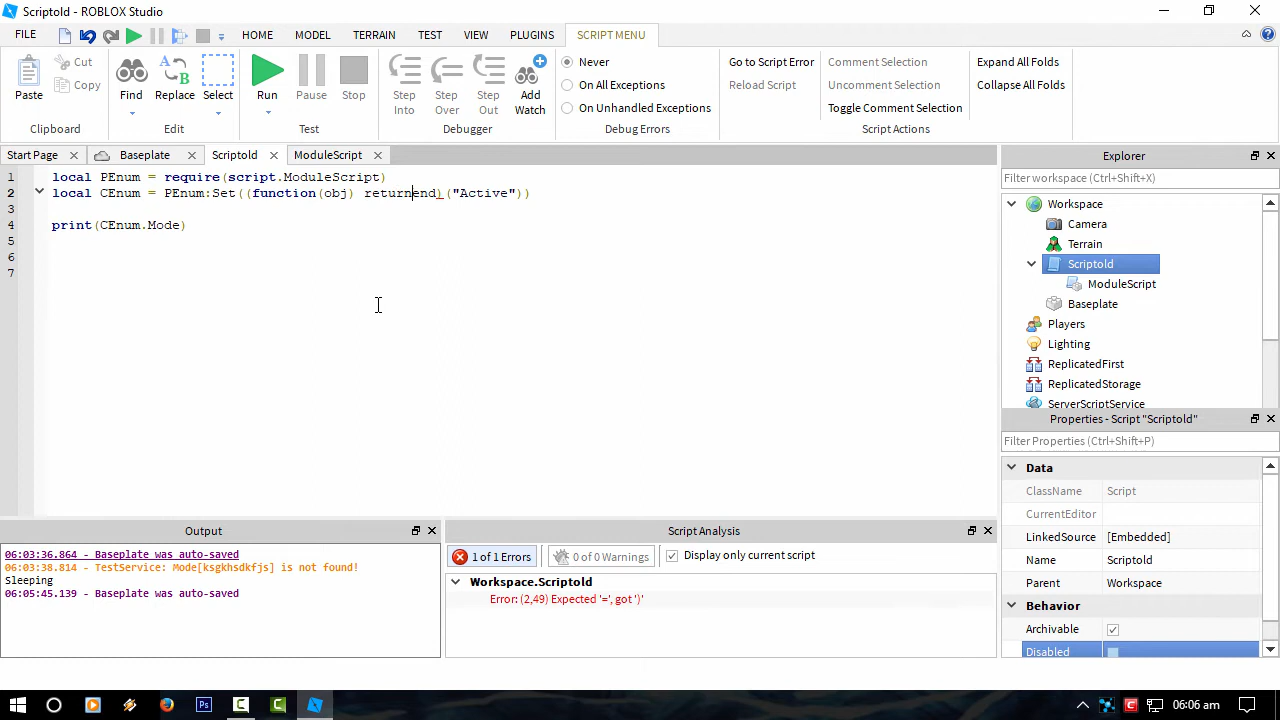 Scriptold - ROBLOX Studio
FILE HOME MODEL TERRAIN TEST VIEW PLUGINS SCRIPT MENU
Paste Cut Copy Find Replace Select Run Pause Stop Step Into Step Over Step Out Add Watch
Never
On All Exceptions
On Unhandled Exceptions
Go to Script Error
Reload Script
Comment Selection
Uncomment Selection
Toggle Comment Selection
Expand All Folds
Collapse All Folds
Clipboard Edit Test Debugger Debug Errors Script Actions
Start Page Baseplate Scriptold ModuleScript
1 local PEnum = require(script.ModuleScript)
2 local CEnum = PEnum:Set((function(obj) returnend)("Active"))
3
4 print(CEnum.Mode)
5
6
7
Explorer
Filter workspace (Ctrl+Shift+X)
Workspace
Camera
Terrain
Scriptold
ModuleScript
Baseplate
Players
Lighting
ReplicatedFirst
ReplicatedStorage
ServerScriptService
Properties - Script "Scriptold"
Filter Properties (Ctrl+Shift+P)
Data
ClassName Script
CurrentEditor
LinkedSource [Embedded]
Name Scriptold
Parent Workspace
Behavior
Archivable
Disabled
Output
06:03:36.864 - Baseplate was auto-saved
06:03:38.814 - TestService: Mode[ksgkhsdkfjs] is not found!
Sleeping
06:05:45.139 - Baseplate was auto-saved
Script Analysis
1 of 1 Errors 0 of 0 Warnings Display only current script
Workspace.Scriptold
Error: (2,49) Expected '=', got ')'
Ps 06:06 am